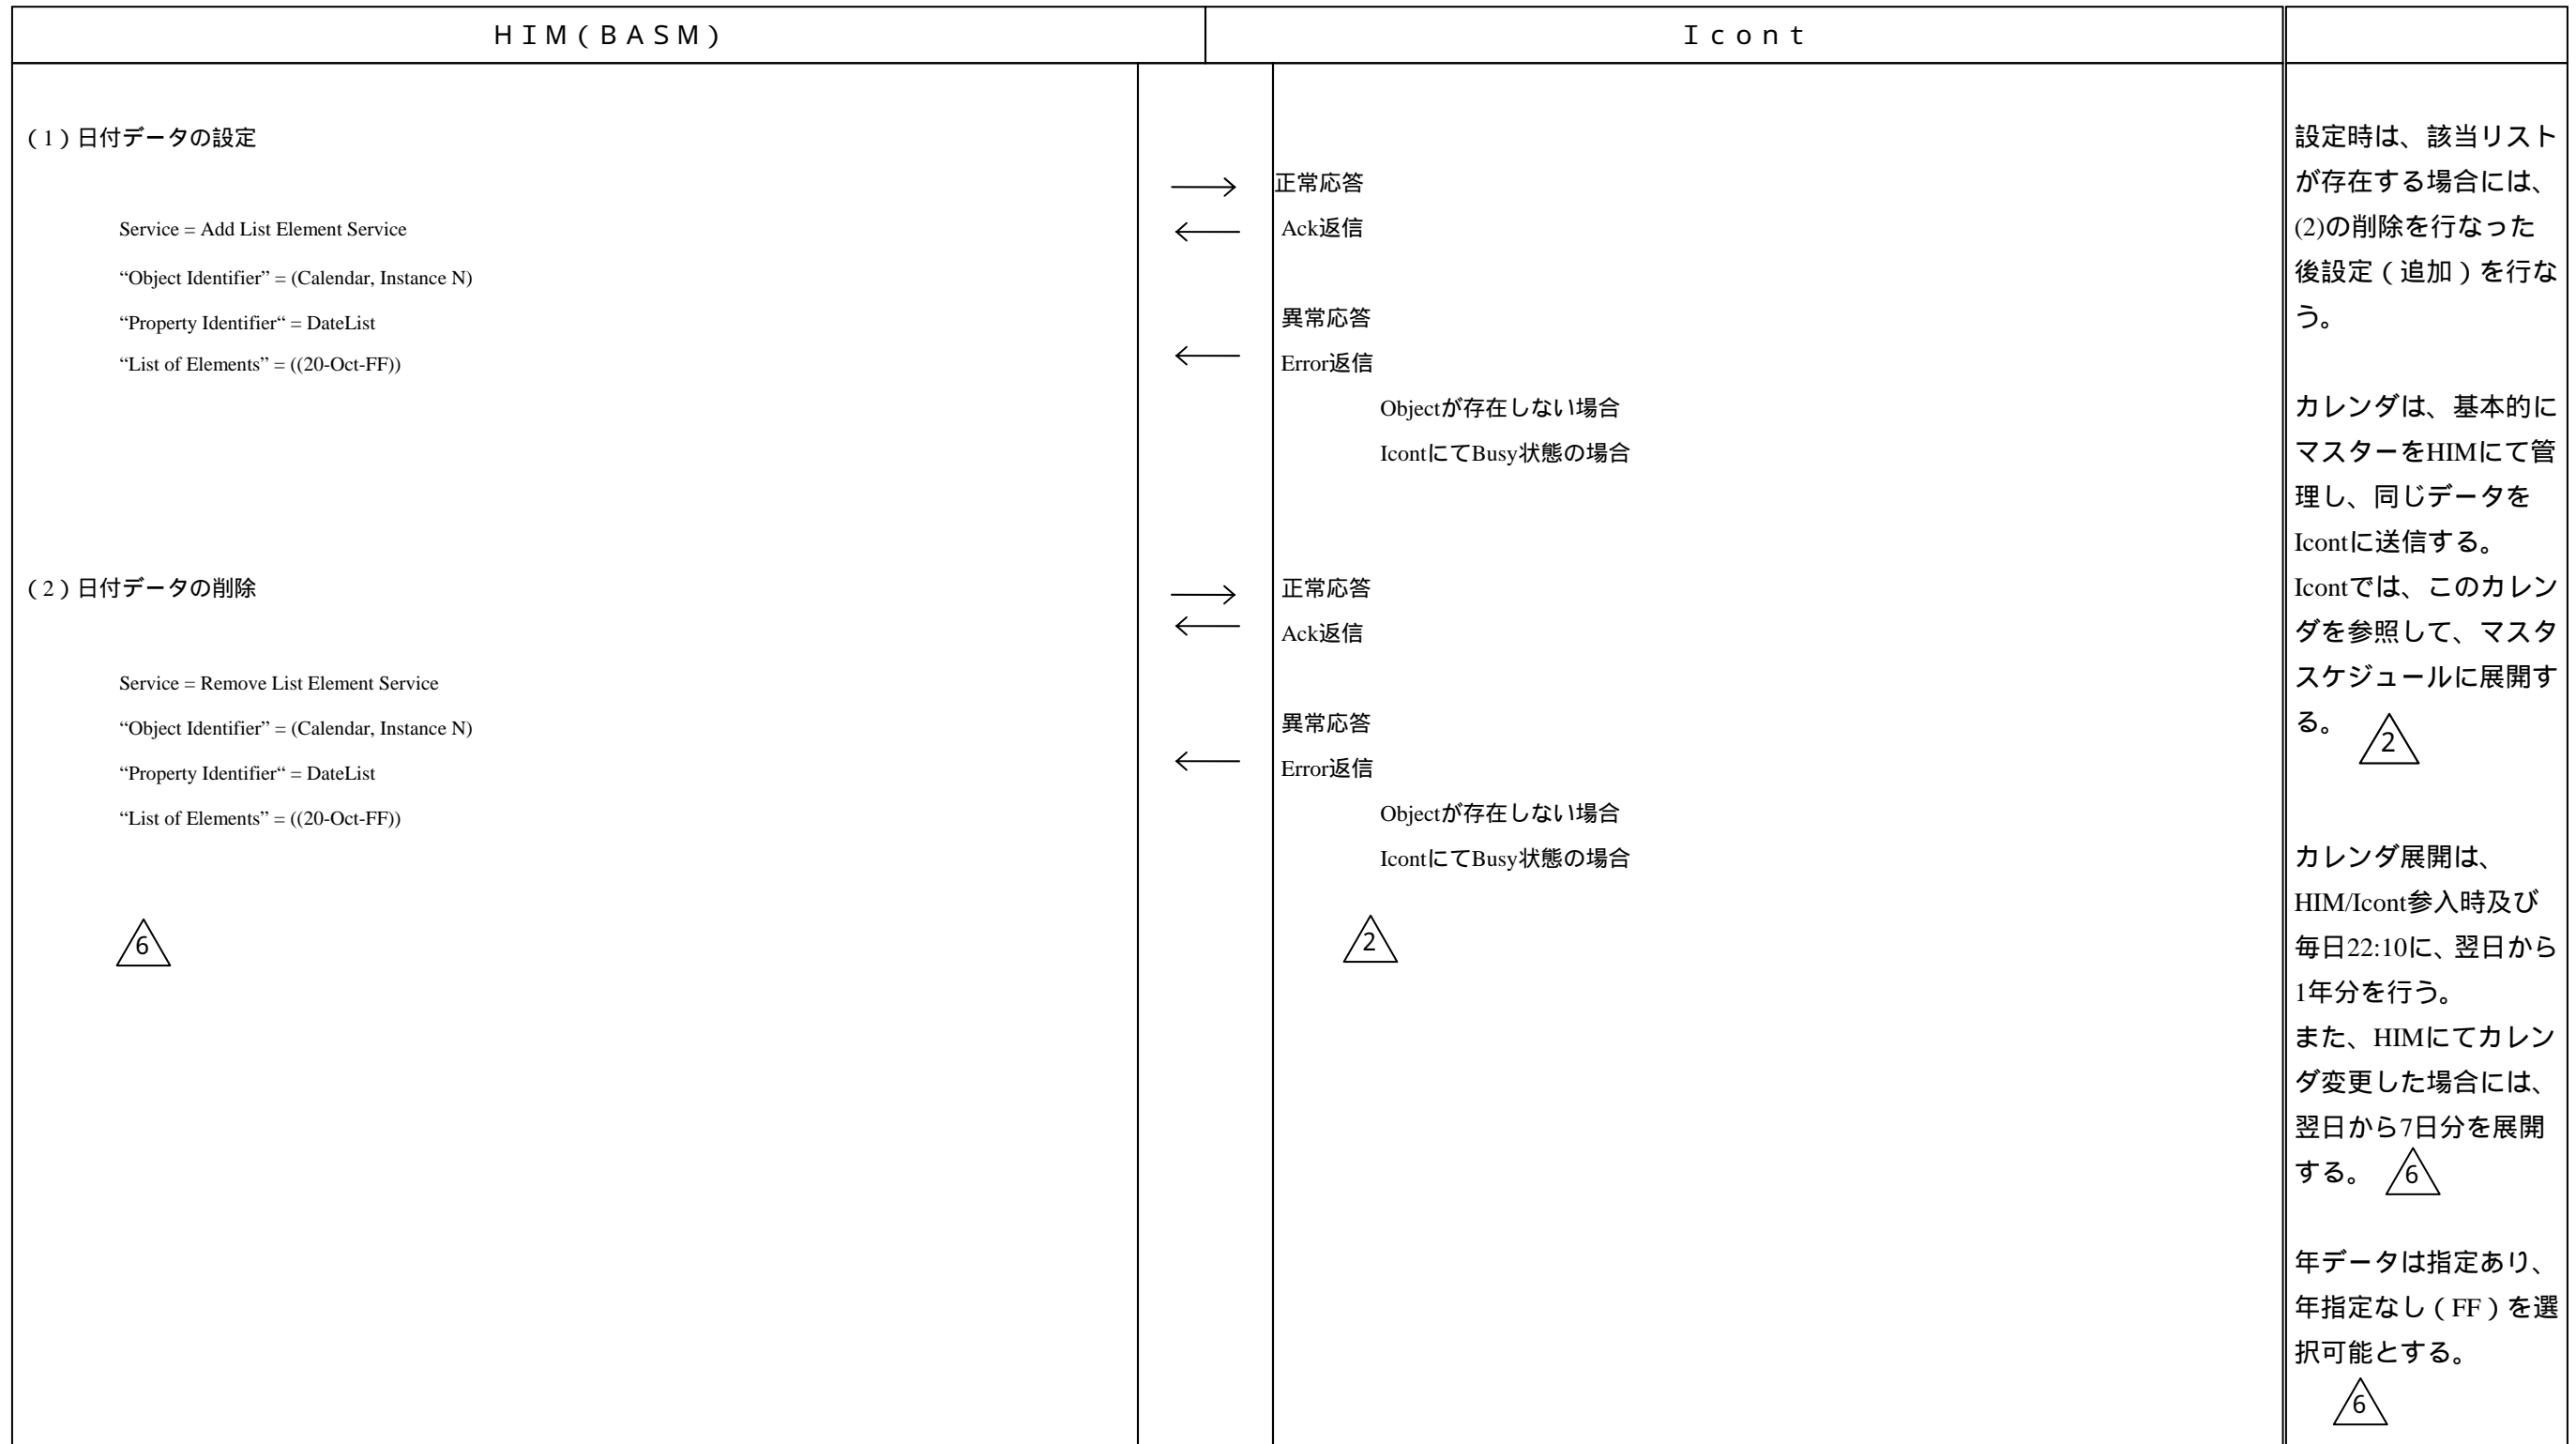 ＨＩＭ(ＢＡＳＭ)
Ｉｃｏｎｔ
(1)日付データの設定
Service = Add List Element Service
“Object Identifier” = (Calendar, Instance N)
“Property Identifier“ = DateList
“List of Elements” = ((20-Oct-FF))
正常応答
Ack返信
異常応答
Error返信
Objectが存在しない場合
IcontにてBusy状態の場合
(2)日付データの削除
Service = Remove List Element Service
“Object Identifier” = (Calendar, Instance N)
“Property Identifier“ = DateList
“List of Elements” = ((20-Oct-FF))
6
正常応答
Ack返信
異常応答
Error返信
Objectが存在しない場合
IcontにてBusy状態の場合
2
設定時は、該当リスト
が存在する場合には、
(2)の削除を行なった
後設定(追加)を行な
う。
カレンダは、基本的に
マスターをHIMにて管
理し、同じデータを
Icontに送信する。
Icontでは、このカレン
ダを参照して、マスタ
スケジュールに展開す
る。 2
カレンダ展開は、
HIM/Icont参入時及び
毎日22:10に、翌日から
1年分を行う。
また、HIMにてカレン
ダ変更した場合には、
翌日から7日分を展開
する。 6
年データは指定あり、
年指定なし(FF)を選
択可能とする。
6